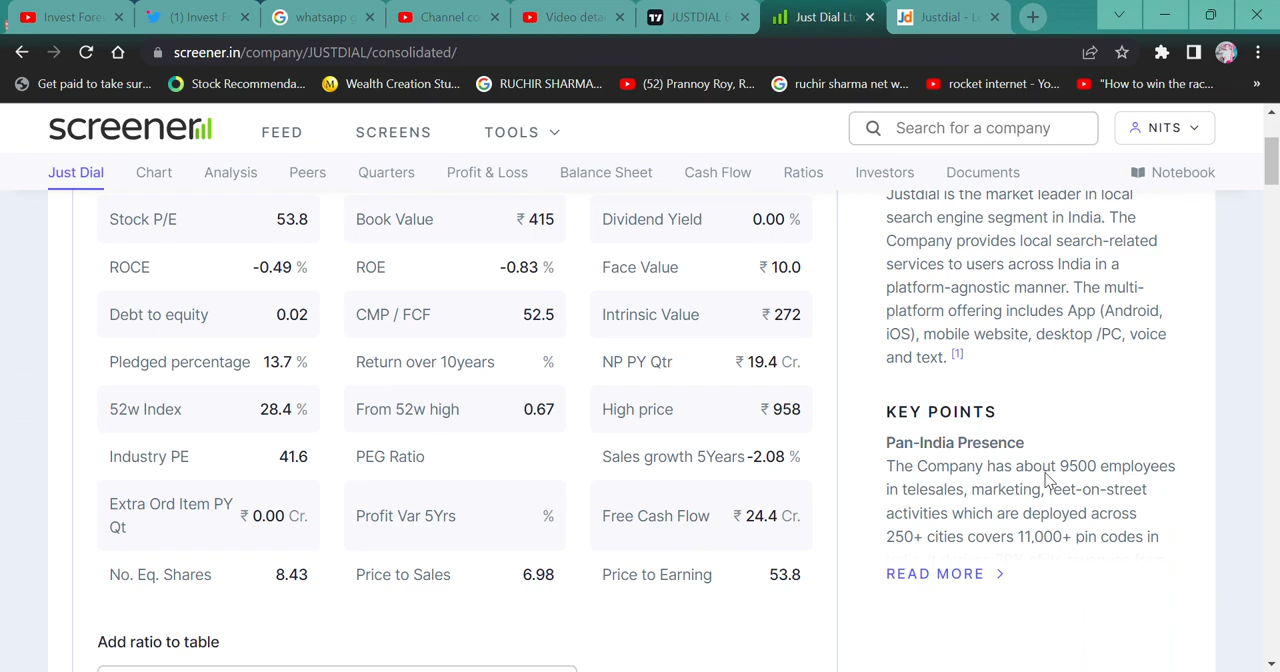 Invest Fore
(1) Invest Fo
whatsapp g
Channel co
Video deta
JUSTDIAL 6
Just Dial Lt
Justdial - L
screener.in/company/JUSTDIAL/consolidated/
Get paid to take sur...
Stock Recommenda...
Wealth Creation Stu...
RUCHIR SHARMA...
(52) Prannoy Roy, R...
ruchir sharma net w...
rocket internet - Yo...
"How to win the rac...
»
screener
FEED
SCREENS
TOOLS
Search for a company
NITS
Just Dial
Chart
Analysis
Peers
Quarters
Profit & Loss
Balance Sheet
Cash Flow
Ratios
Investors
Documents
Notebook
Stock P/E 53.8
Book Value ₹ 415
Dividend Yield 0.00 %
ROCE -0.49 %
ROE -0.83 %
Face Value ₹ 10.0
Debt to equity 0.02
CMP / FCF 52.5
Intrinsic Value ₹ 272
Pledged percentage 13.7 %
Return over 10years %
NP PY Qtr ₹ 19.4 Cr.
52w Index 28.4 %
From 52w high 0.67
High price ₹ 958
Industry PE 41.6
PEG Ratio
Sales growth 5Years -2.08 %
Extra Ord Item PY
Qt ₹ 0.00 Cr.
Profit Var 5Yrs %
Free Cash Flow ₹ 24.4 Cr.
No. Eq. Shares 8.43
Price to Sales 6.98
Price to Earning 53.8
Add ratio to table
Justdial is the market leader in local
search engine segment in India. The
Company provides local search-related
services to users across India in a
platform-agnostic manner. The multi-
platform offering includes App (Android,
iOS), mobile website, desktop /PC, voice
and text. [1]
KEY POINTS
Pan-India Presence
The Company has about 9500 employees
in telesales, marketing, feet-on-street
activities which are deployed across
250+ cities covers 11,000+ pin codes in
READ MORE